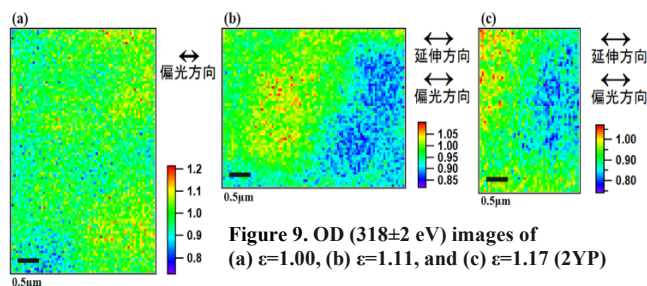 (a)
偏光方向
1.2
1.1
1.0
0.9
0.8
0.5μm
(b)
延伸方向
偏光方向
1.05
1.00
0.95
0.90
0.85
0.5μm
(c)
延伸方向
偏光方向
1.00
0.90
0.80
0.5μm
Figure 9. OD (318±2 eV) images of
(a) ε=1.00, (b) ε=1.11, and (c) ε=1.17 (2YP)